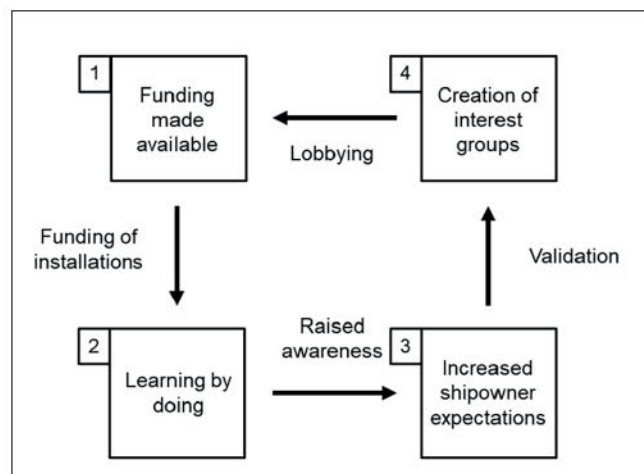 1
Funding
made
available
4
Creation of
interest
groups
Lobbying
Funding of
installations
Validation
2
Learning by
doing
Raised
awareness
3
Increased
shipowner
expectations